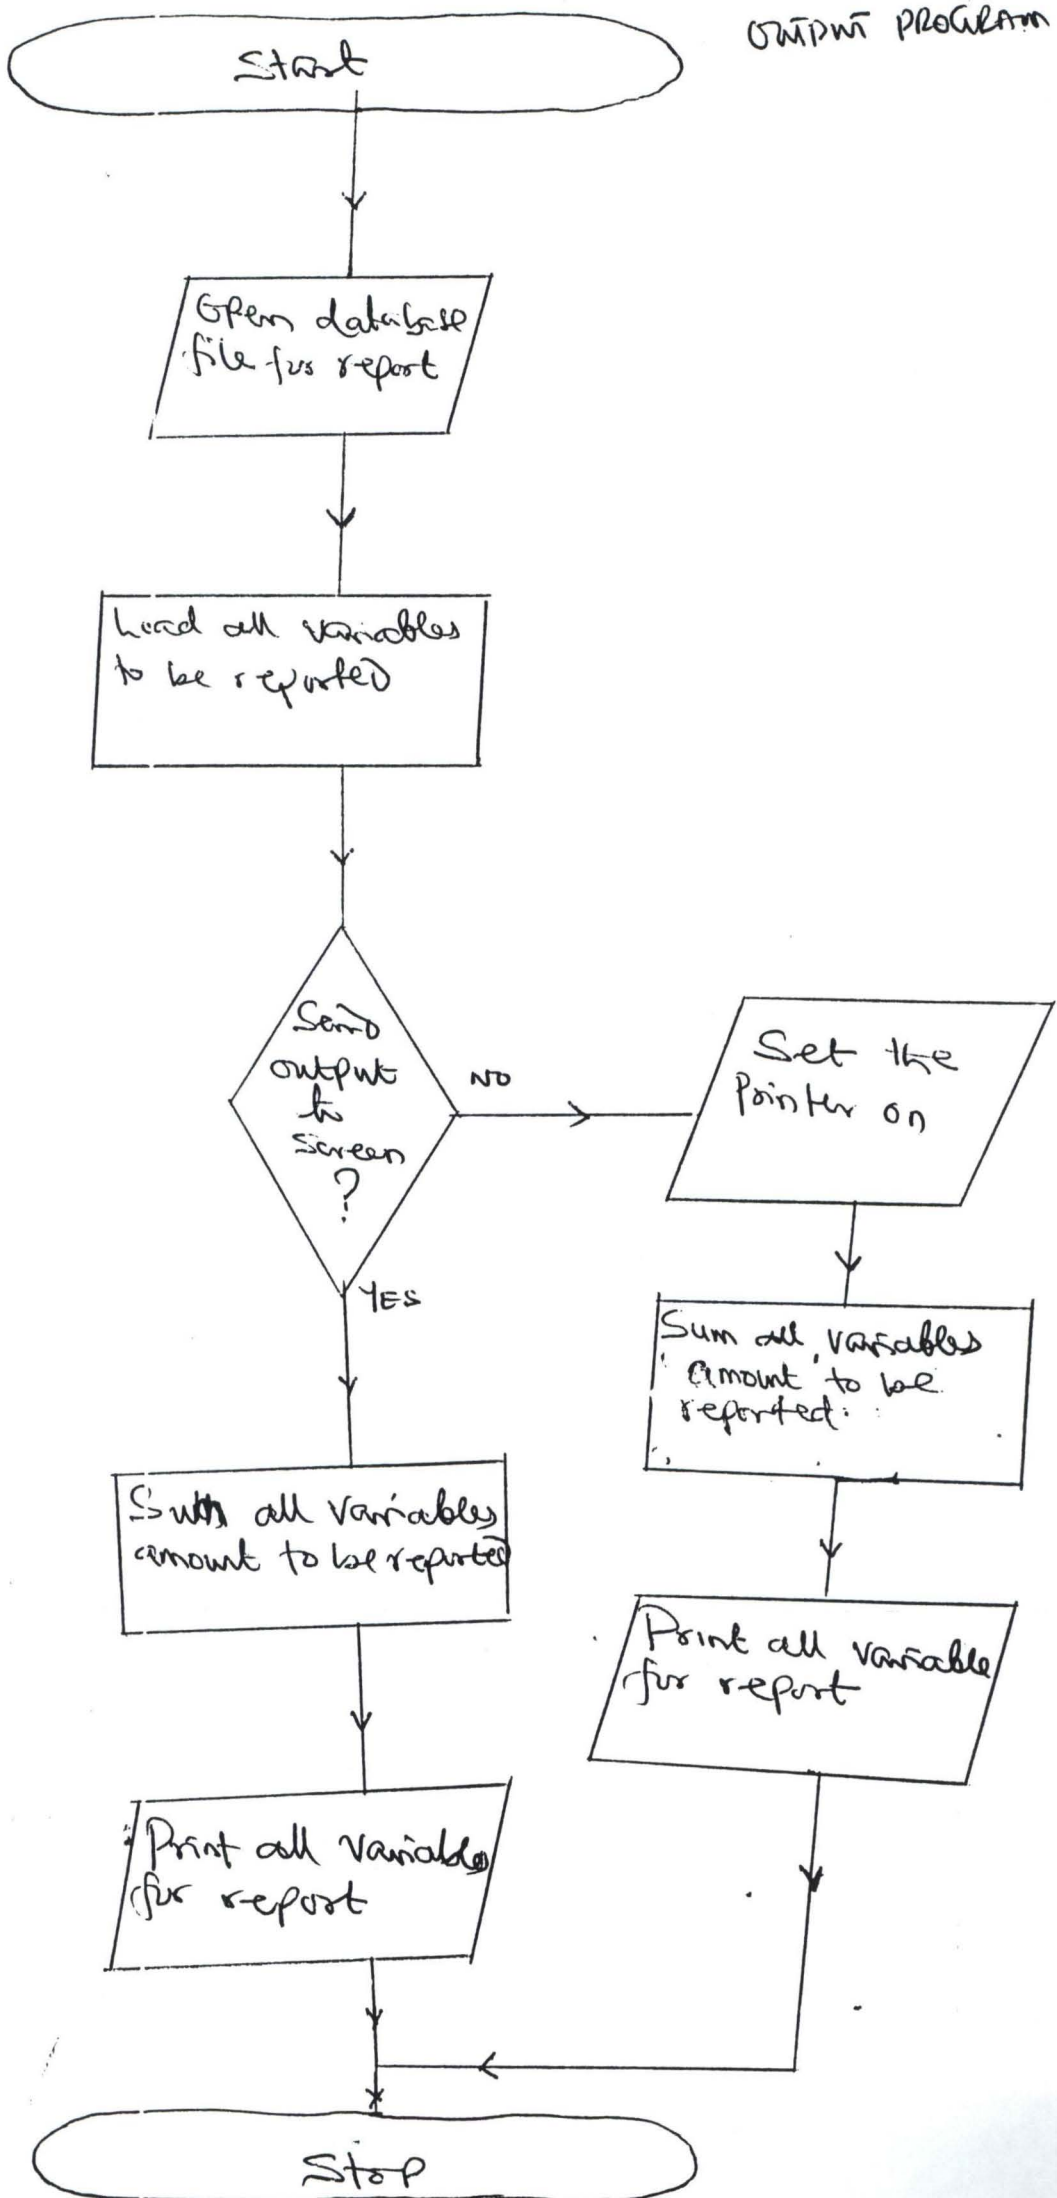 OUTPUT PROGRAM
Start
Open database
file for report
Load all variables
to be reported
Send
output
to
screen
?
NO
YES
Set the
Printer on
Sum all variables
amount to be
reported.
Sum all variables
amount to be reported
Print all variable
for report
Print all variables
for report
Stop